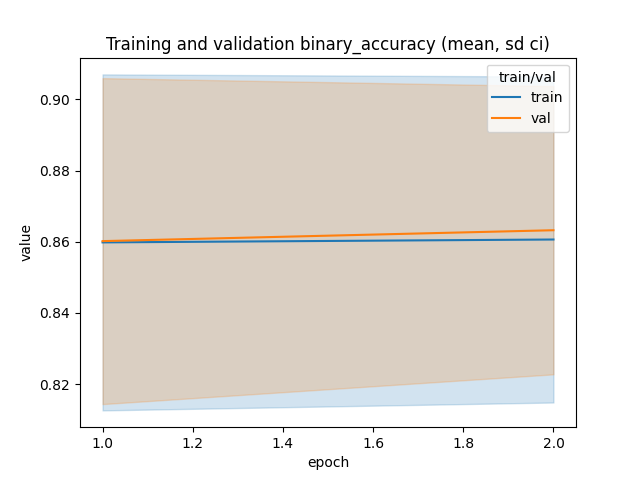 Training and validation binary_accuracy (mean, sd ci)
train/val
train
val
value
0.90
0.88
0.86
0.84
0.82
1.0 1.2 1.4 1.6 1.8 2.0
epoch